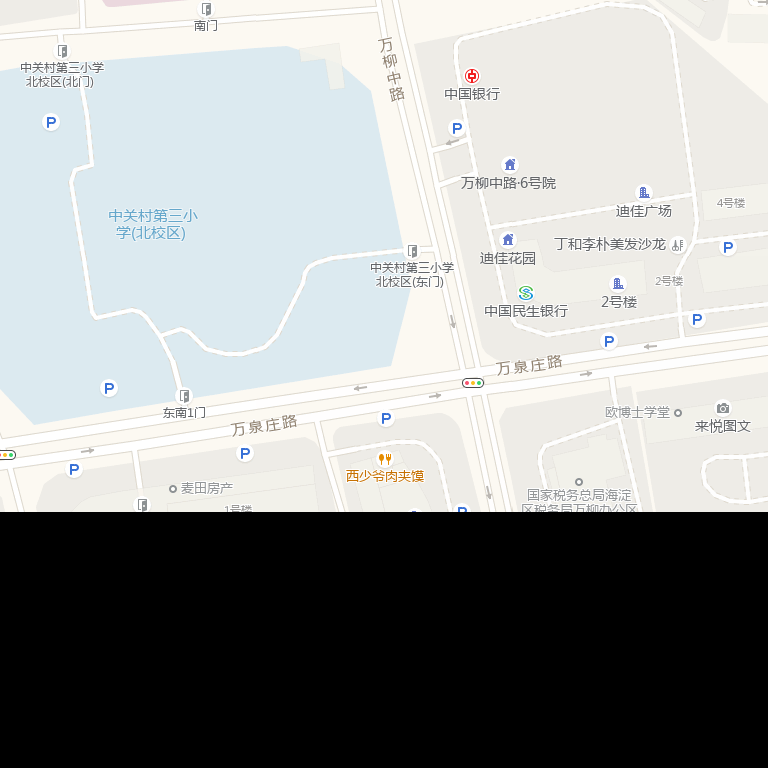 南门
万柳中路
中关村第三小学
北校区(北门)
P
中国银行
P
万柳中路·6号院
迪佳广场
4号楼
中关村第三小
学(北校区)
迪佳花园
丁和李朴美发沙龙
P
中关村第三小学
北校区(东门)
2号楼
2号楼
中国民生银行
P
P
万泉庄路
P
东南1门
P
欧博士学堂
来悦图文
万泉庄路
P
P
西少爷肉夹馍
麦田房产
国家税务总局海淀
区税务局万柳办公区
1号楼
P